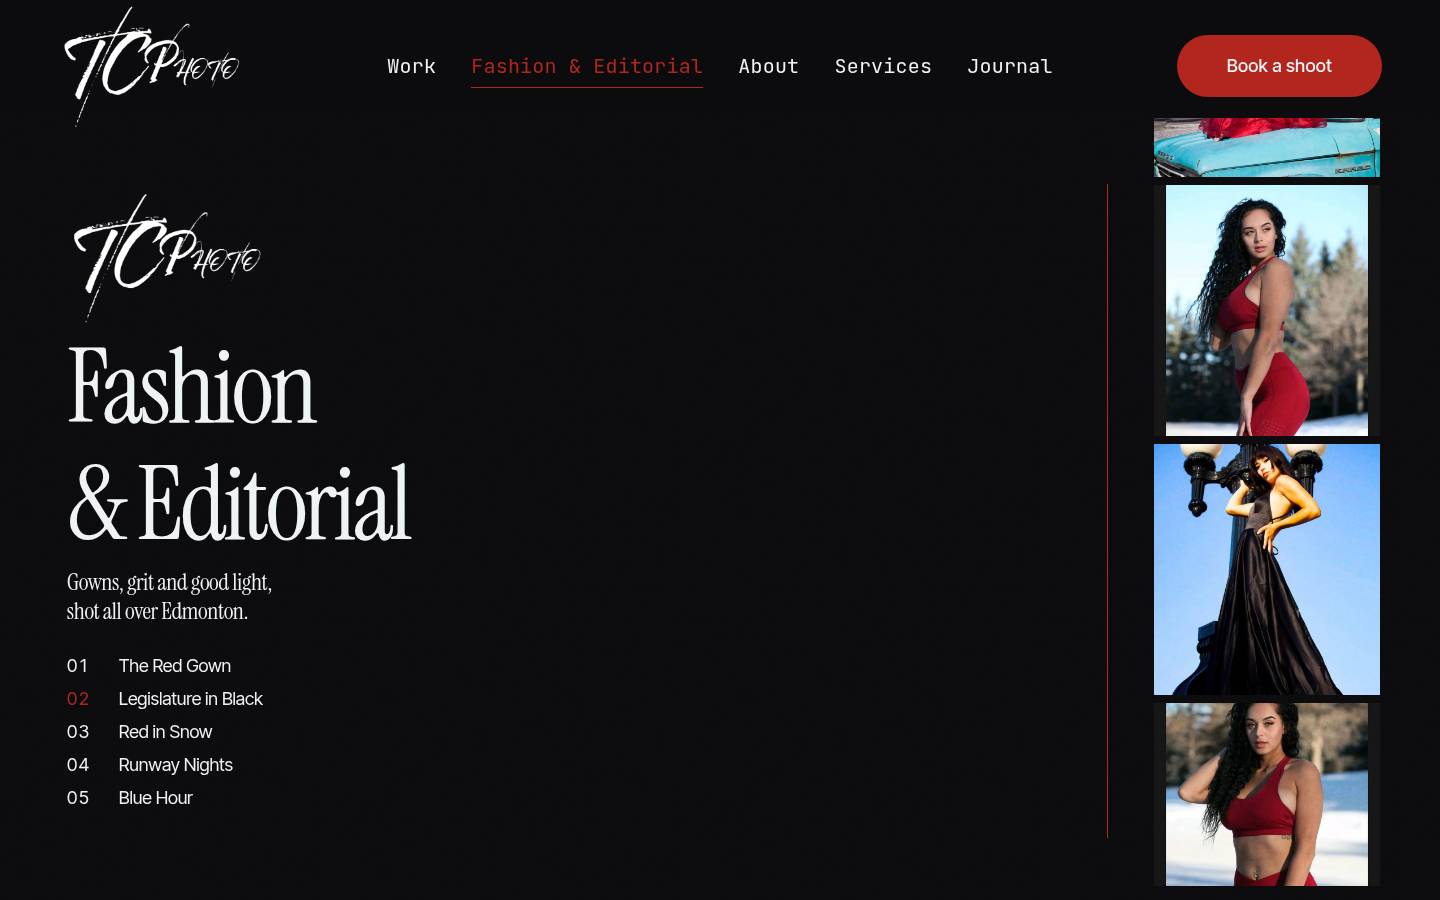 TCPHOTO
Work
Fashion & Editorial
About
Services
Journal
Book a shoot
TCPHOTO
Fashion
& Editorial
Gowns, grit and good light,
shot all over Edmonton.
01 The Red Gown
02 Legislature in Black
03 Red in Snow
04 Runway Nights
05 Blue Hour